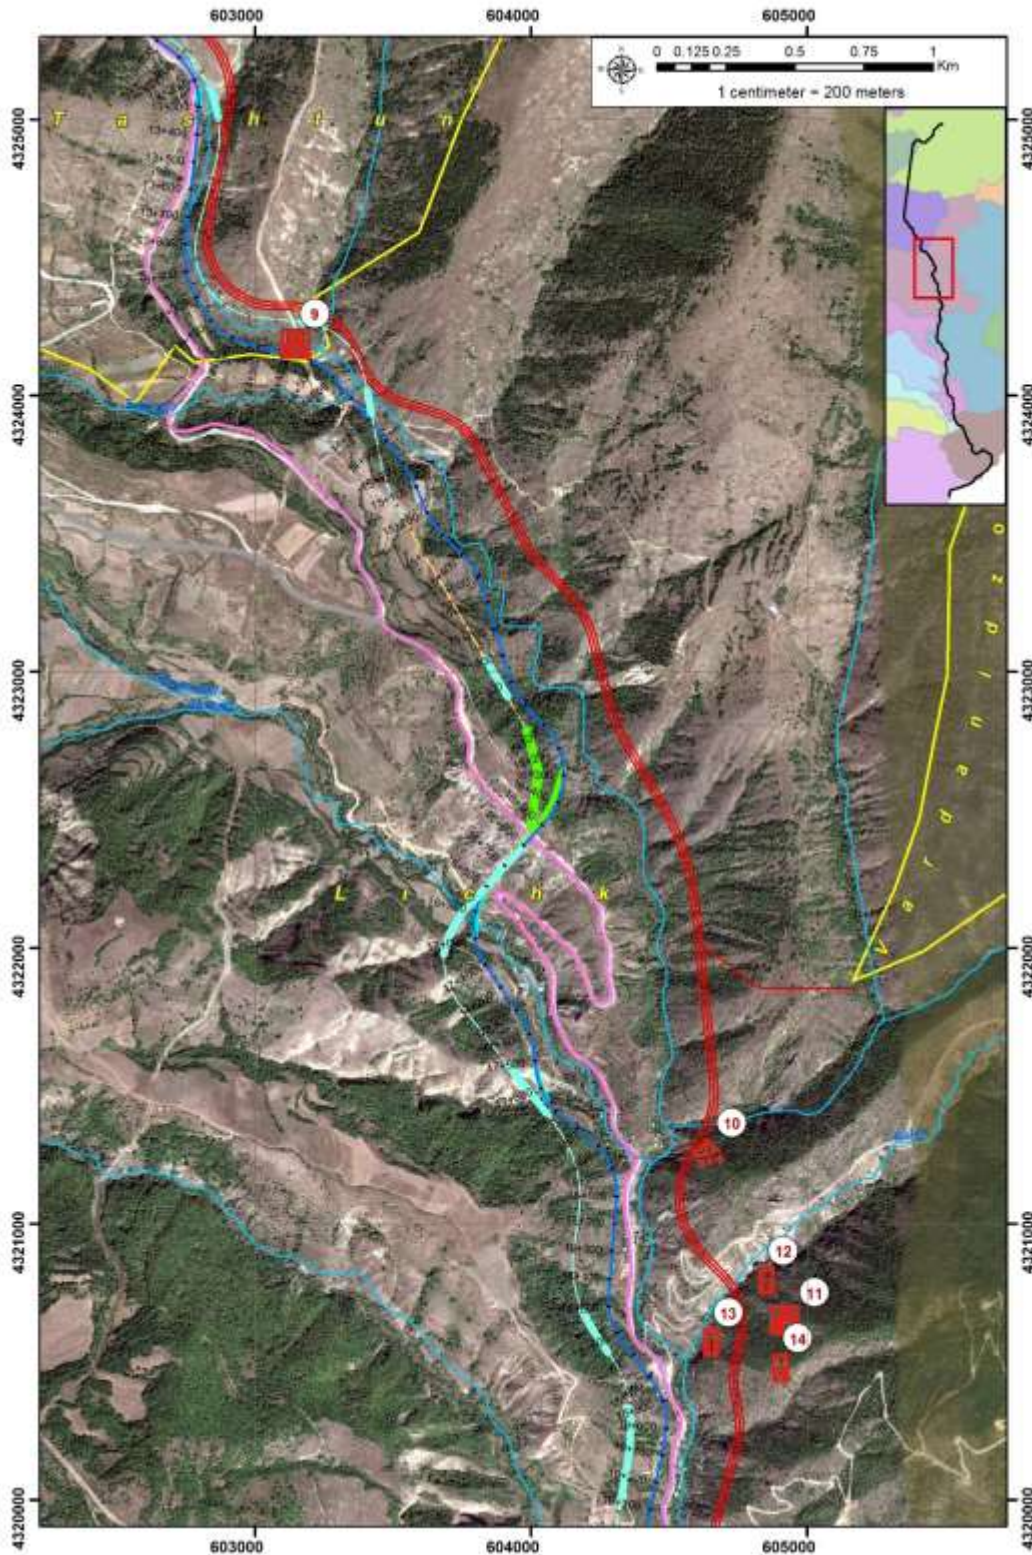 603000 604000 605000
0 0.125 0.25 0.5 0.75 1
Km
1 centimeter = 200 meters
4325000 4325000
T a s h t u n
13+500
9
4324000 4324000
4323000 4323000
V a r d a n i d z o
L i c h k
4322000 4322000
10
4321000 4321000
12
11
13
14
4320000 4320000
603000 604000 605000